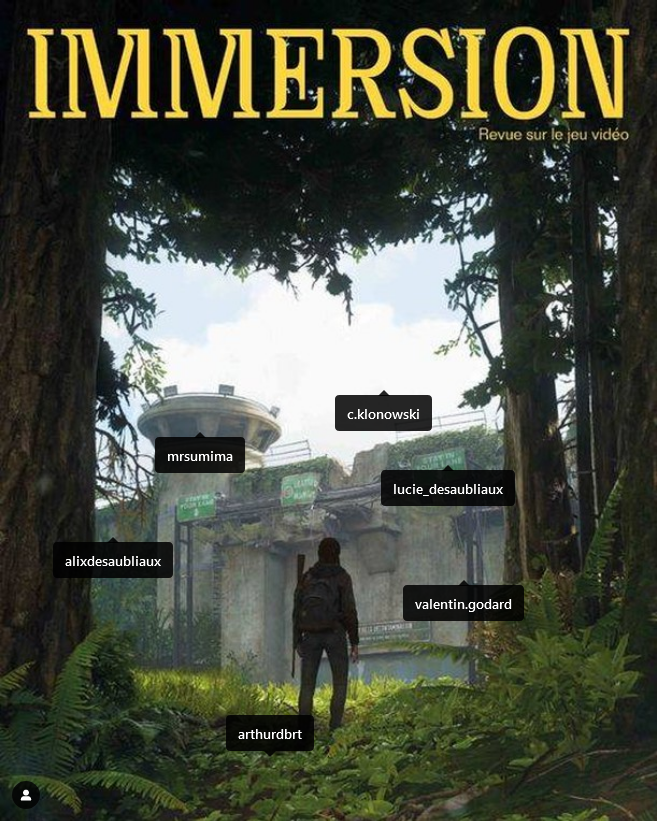 IMMERSION
Revue sur le jeu vidéo
c.klonowski
mrsumima
lucie_desaubliaux
alixdesaubliaux
valentin.godard
arthurdbrt